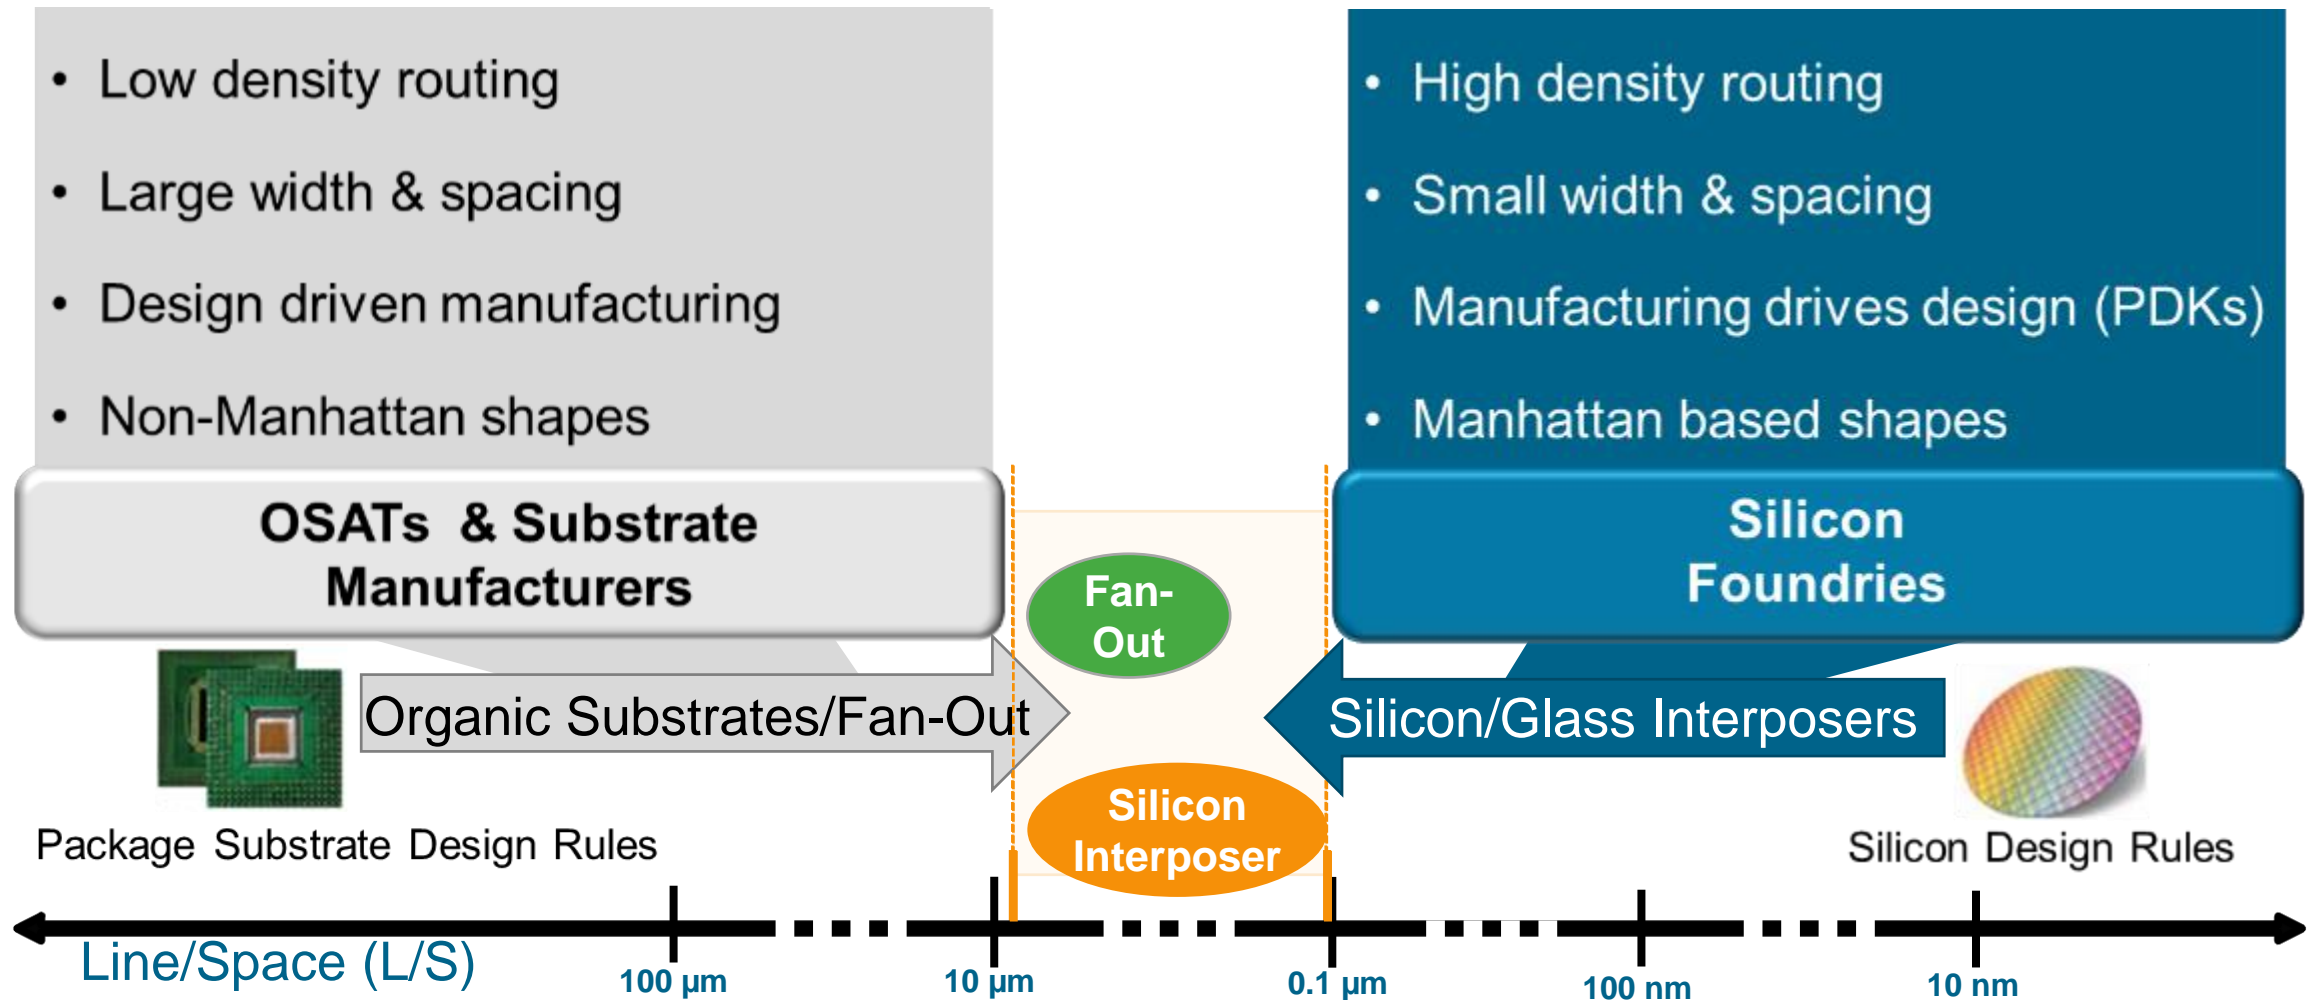 • Low density routing
• Large width & spacing
• Design driven manufacturing
• Non-Manhattan shapes
OSATs & Substrate
Manufacturers
• High density routing
• Small width & spacing
• Manufacturing drives design (PDKs)
• Manhattan based shapes
Silicon
Foundries
Fan-
Out
Organic Substrates/Fan-Out
Silicon/Glass Interposers
Silicon
Interposer
Package Substrate Design Rules
Silicon Design Rules
Line/Space (L/S)
100 µm
10 µm
0.1 µm
100 nm
10 nm